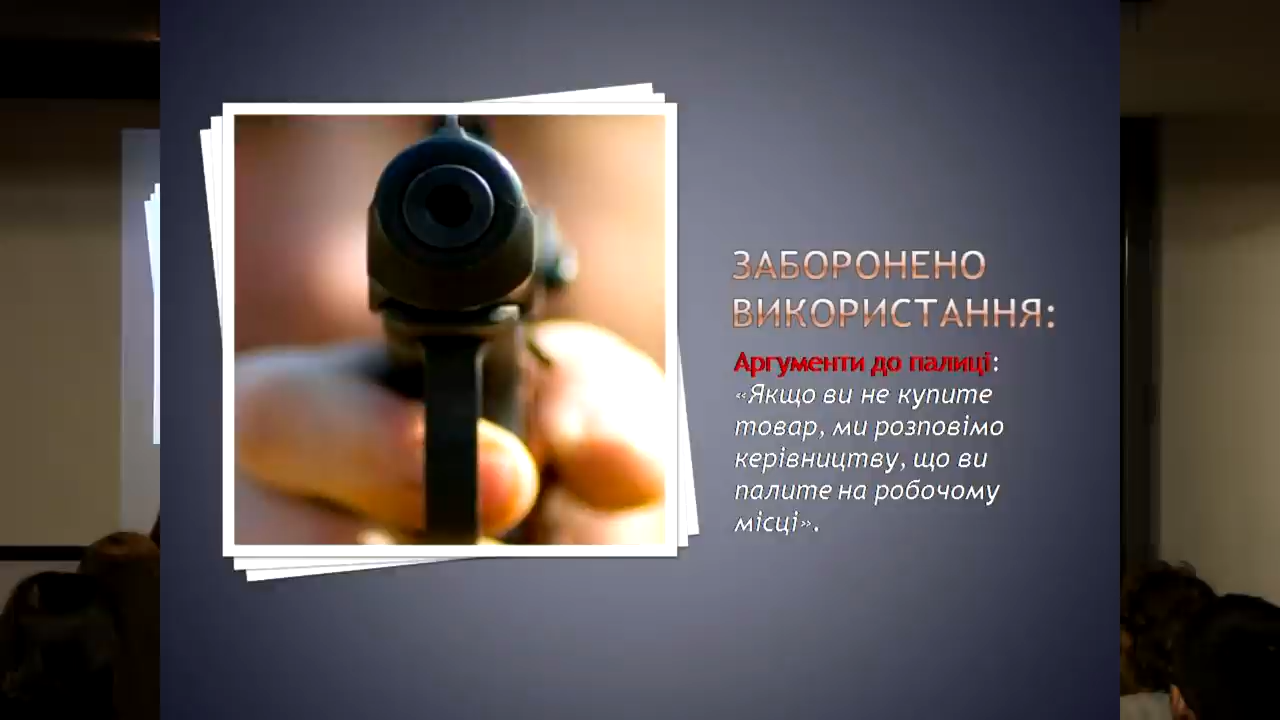 ЗАБОРОНЕНО
ВИКОРИСТАННЯ:
Аргументи до палиці:
«Якщо ви не купите
товар, ми розповімо
керівництву, що ви
палите на робочому
місці».